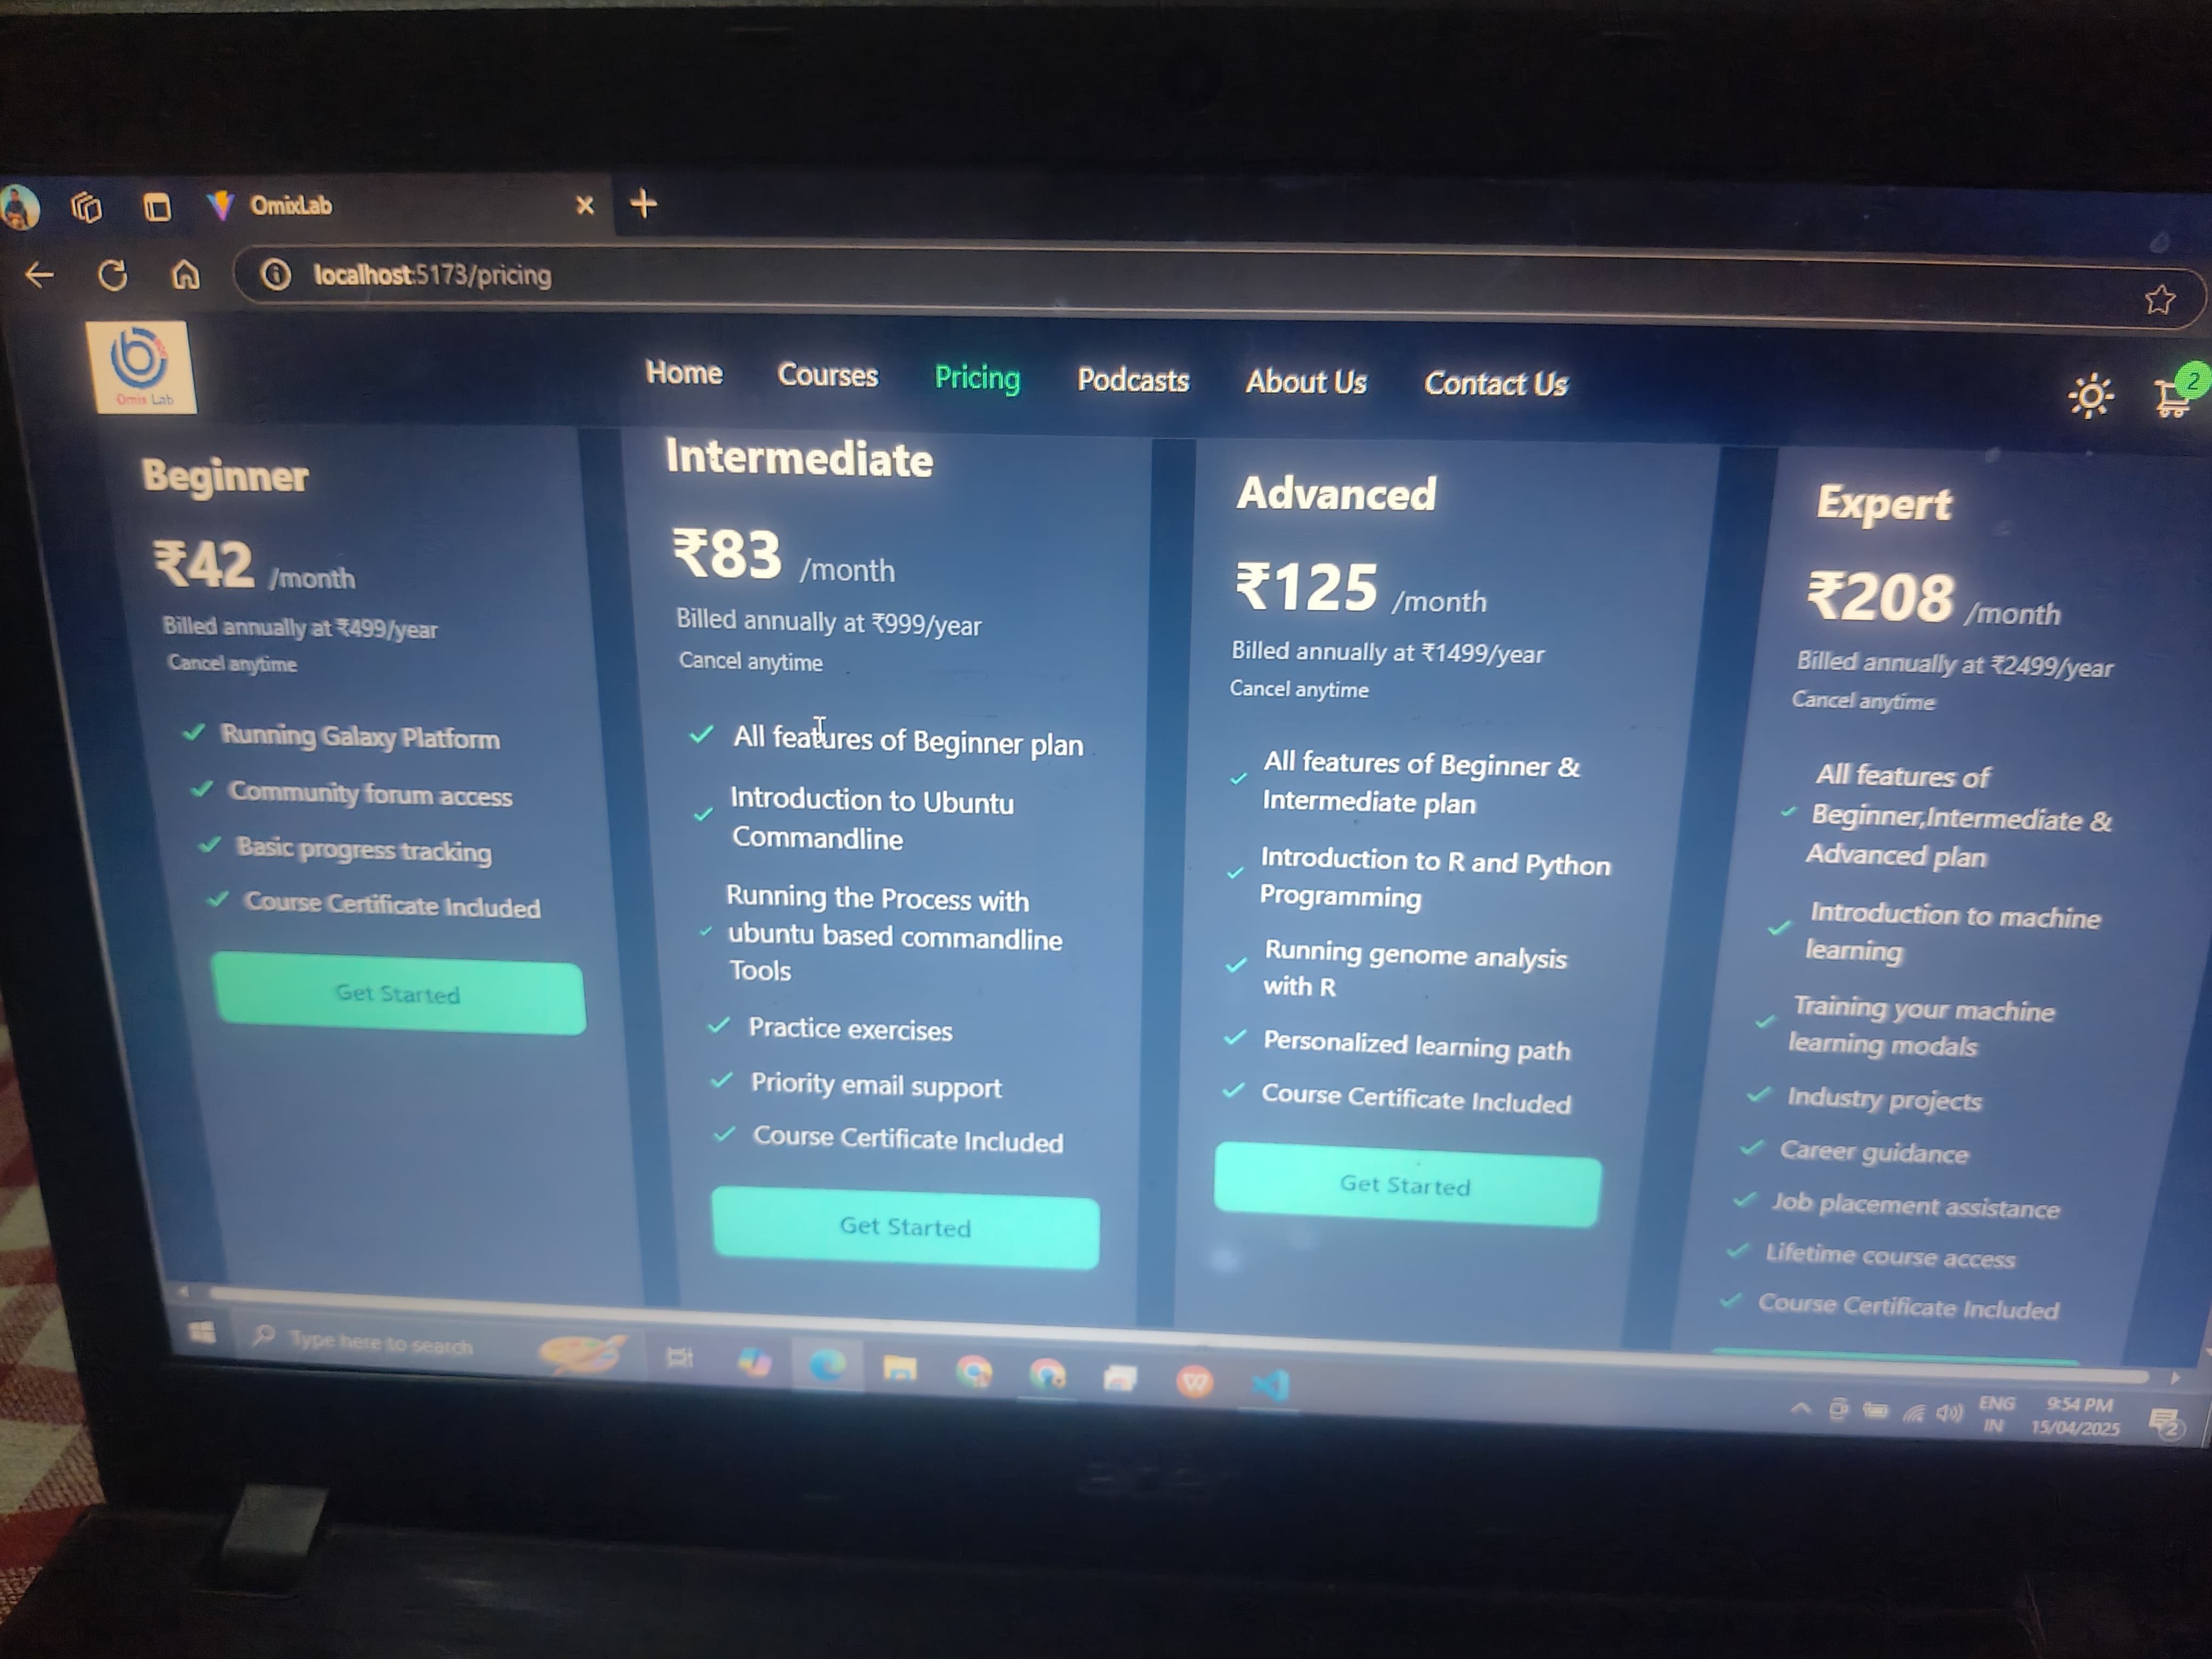 OmixLab
localhost:5173/pricing
Omix Lab
Home
Courses
Pricing
Podcasts
About Us
Contact Us
2
Beginner
₹42 /month
Billed annually at ₹499/year
Cancel anytime
Running Galaxy Platform
Community forum access
Basic progress tracking
Course Certificate Included
Get Started
Intermediate
₹83 /month
Billed annually at ₹999/year
Cancel anytime
All features of Beginner plan
Introduction to Ubuntu
Commandline
Running the Process with
ubuntu based commandline
Tools
Practice exercises
Priority email support
Course Certificate Included
Get Started
Advanced
₹125 /month
Billed annually at ₹1499/year
Cancel anytime
All features of Beginner &
Intermediate plan
Introduction to R and Python
Programming
Running genome analysis
with R
Personalized learning path
Course Certificate Included
Get Started
Expert
₹208 /month
Billed annually at ₹2499/year
Cancel anytime
All features of
Beginner,Intermediate &
Advanced plan
Introduction to machine
learning
Training your machine
learning modals
Industry projects
Career guidance
Job placement assistance
Lifetime course access
Course Certificate Included
Type here to search
ENG
IN
9:54 PM
15/04/2025
2